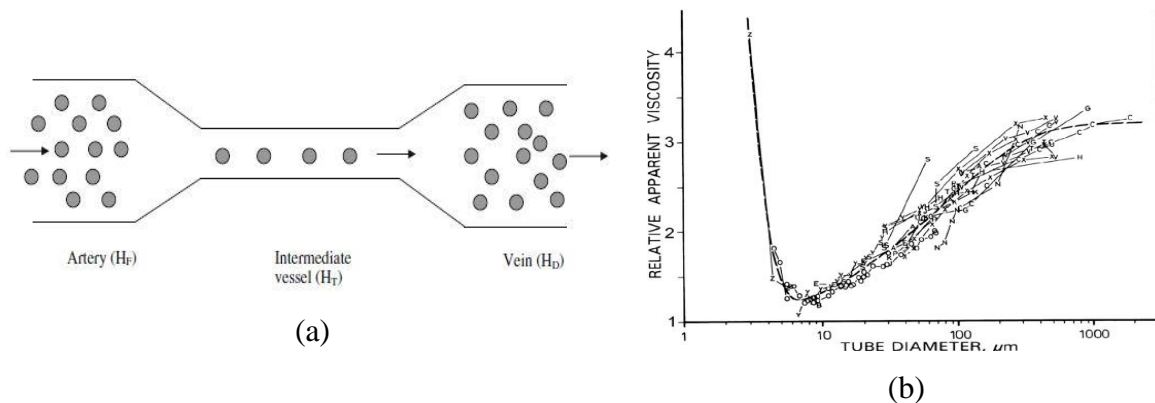 Artery (H_F)
Intermediate
vessel (H_T)
Vein (H_D)
(a)
RELATIVE APPARENT VISCOSITY
4
3
2
1
1
10
100
1000
TUBE DIAMETER, μm
(b)